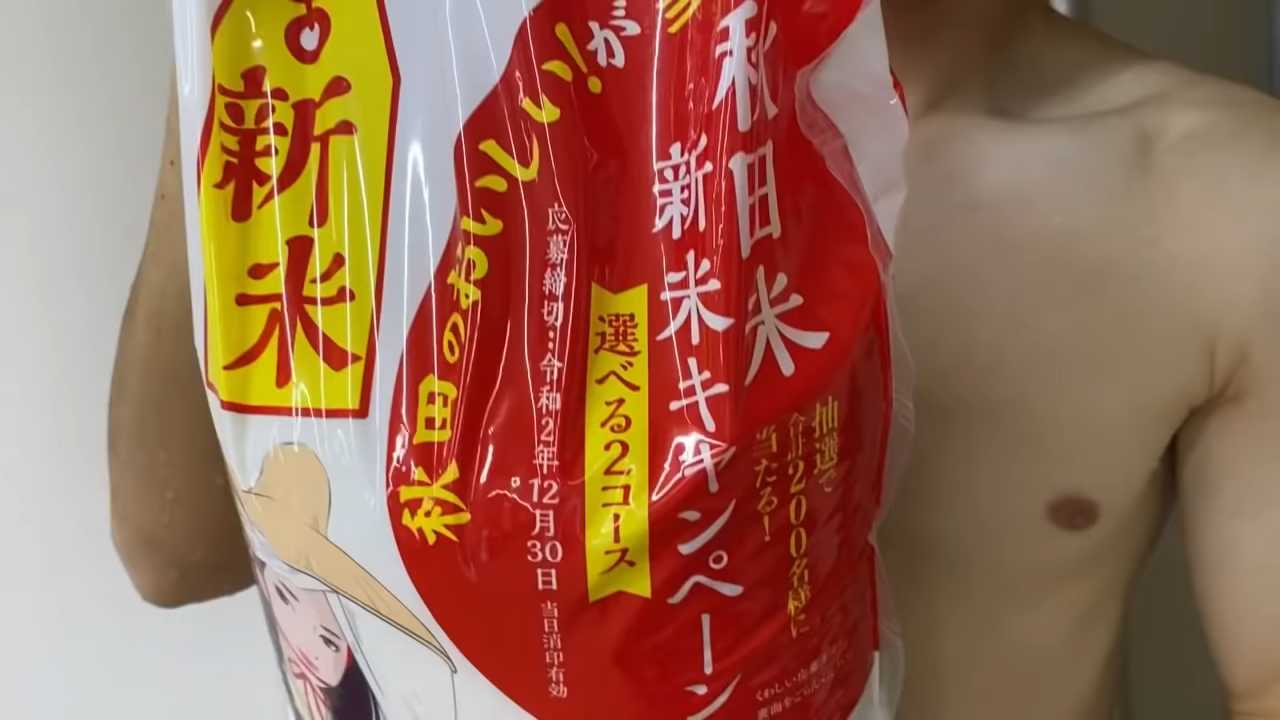 秋田米
新米キャンペーン
抽選で
合計200名様に
当たる！
選べる2コース
応募締切：令和2年12月30日 当日消印有効
秋田のおいしい！が
新米